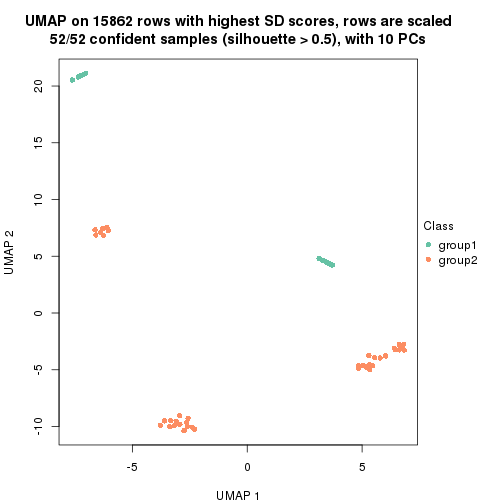 UMAP on 15862 rows with highest SD scores, rows are scaled
52/52 confident samples (silhouette > 0.5), with 10 PCs
20
15
10
5
0
-5
-10
UMAP 2
-5
0
5
UMAP 1
Class
group1
group2